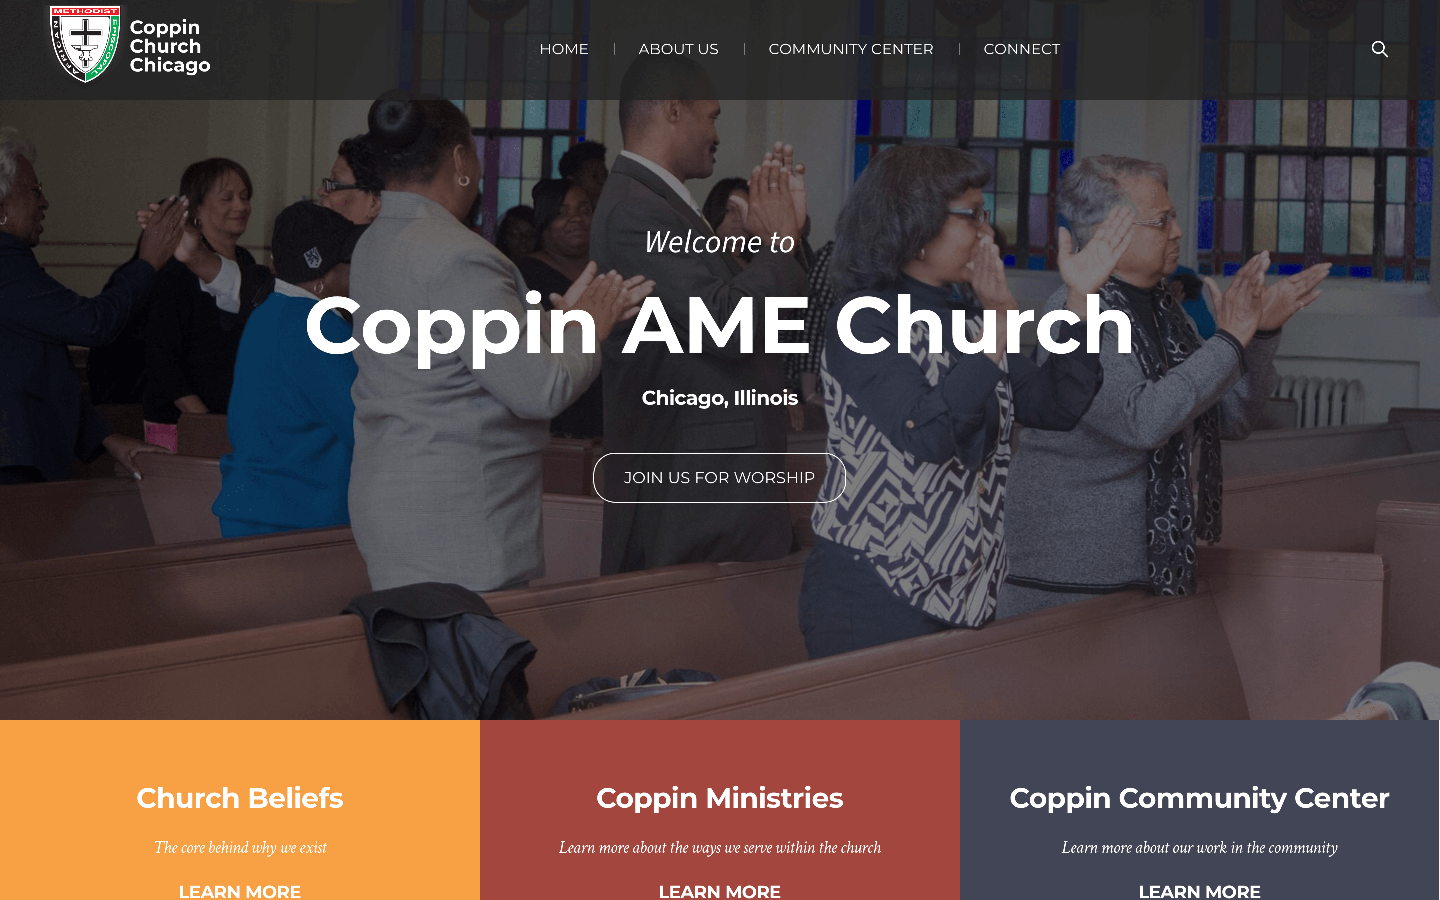 METHODIST
EPISCOPAL
AFRICAN
Coppin
Church
Chicago
HOME
ABOUT US
COMMUNITY CENTER
CONNECT
Welcome to
Coppin AME Church
Chicago, Illinois
JOIN US FOR WORSHIP
Church Beliefs
The core behind why we exist
LEARN MORE
Coppin Ministries
Learn more about the ways we serve within the church
LEARN MORE
Coppin Community Center
Learn more about our work in the community
LEARN MORE